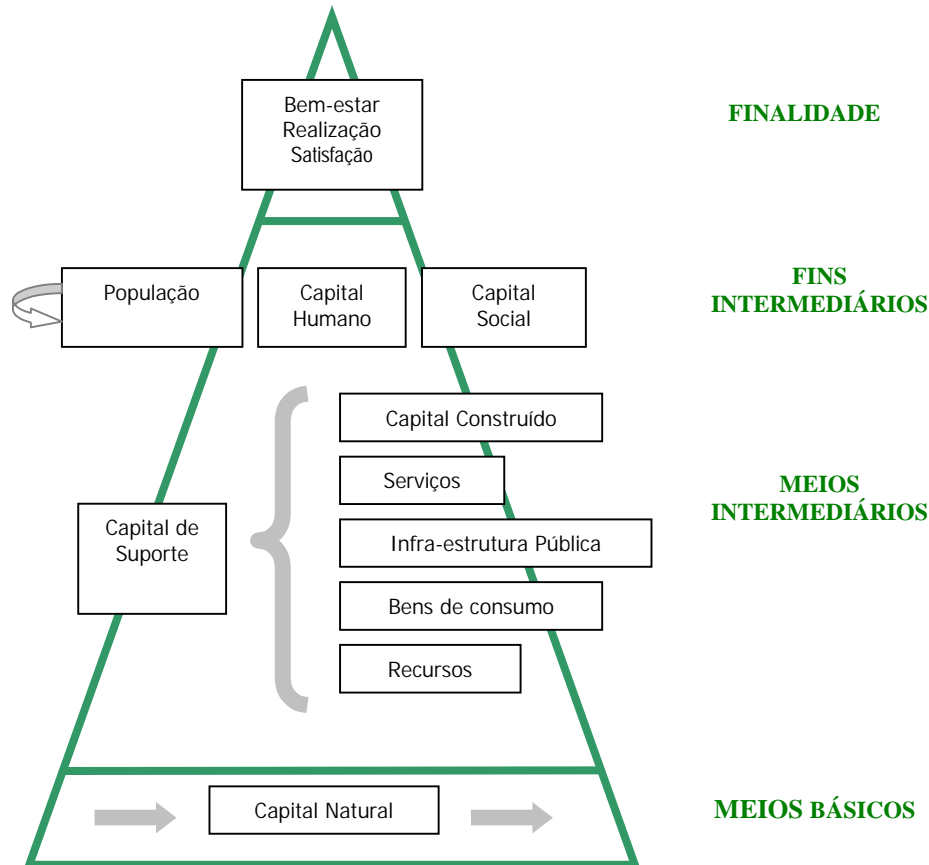 Bem-estar
Realização
Satisfação
FINALIDADE
População
Capital
Humano
Capital
Social
FINS
INTERMEDIÁRIOS
Capital de
Suporte
Capital Construído
Serviços
Infra-estrutura Pública
Bens de consumo
Recursos
MEIOS
INTERMEDIÁRIOS
Capital Natural
MEIOS BÁSICOS